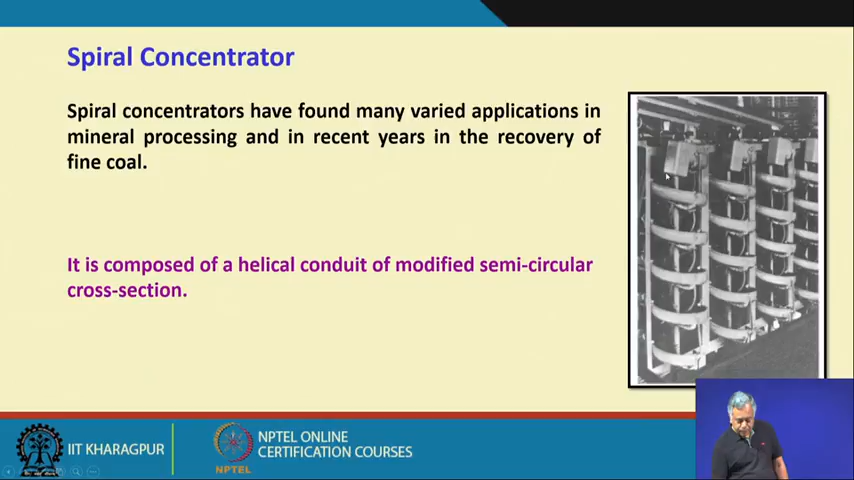 Spiral Concentrator
Spiral concentrators have found many varied applications in
mineral processing and in recent years in the recovery of
fine coal.
It is composed of a helical conduit of modified semi-circular
cross-section.
IIT KHARAGPUR
NPTEL
NPTEL ONLINE
CERTIFICATION COURSES